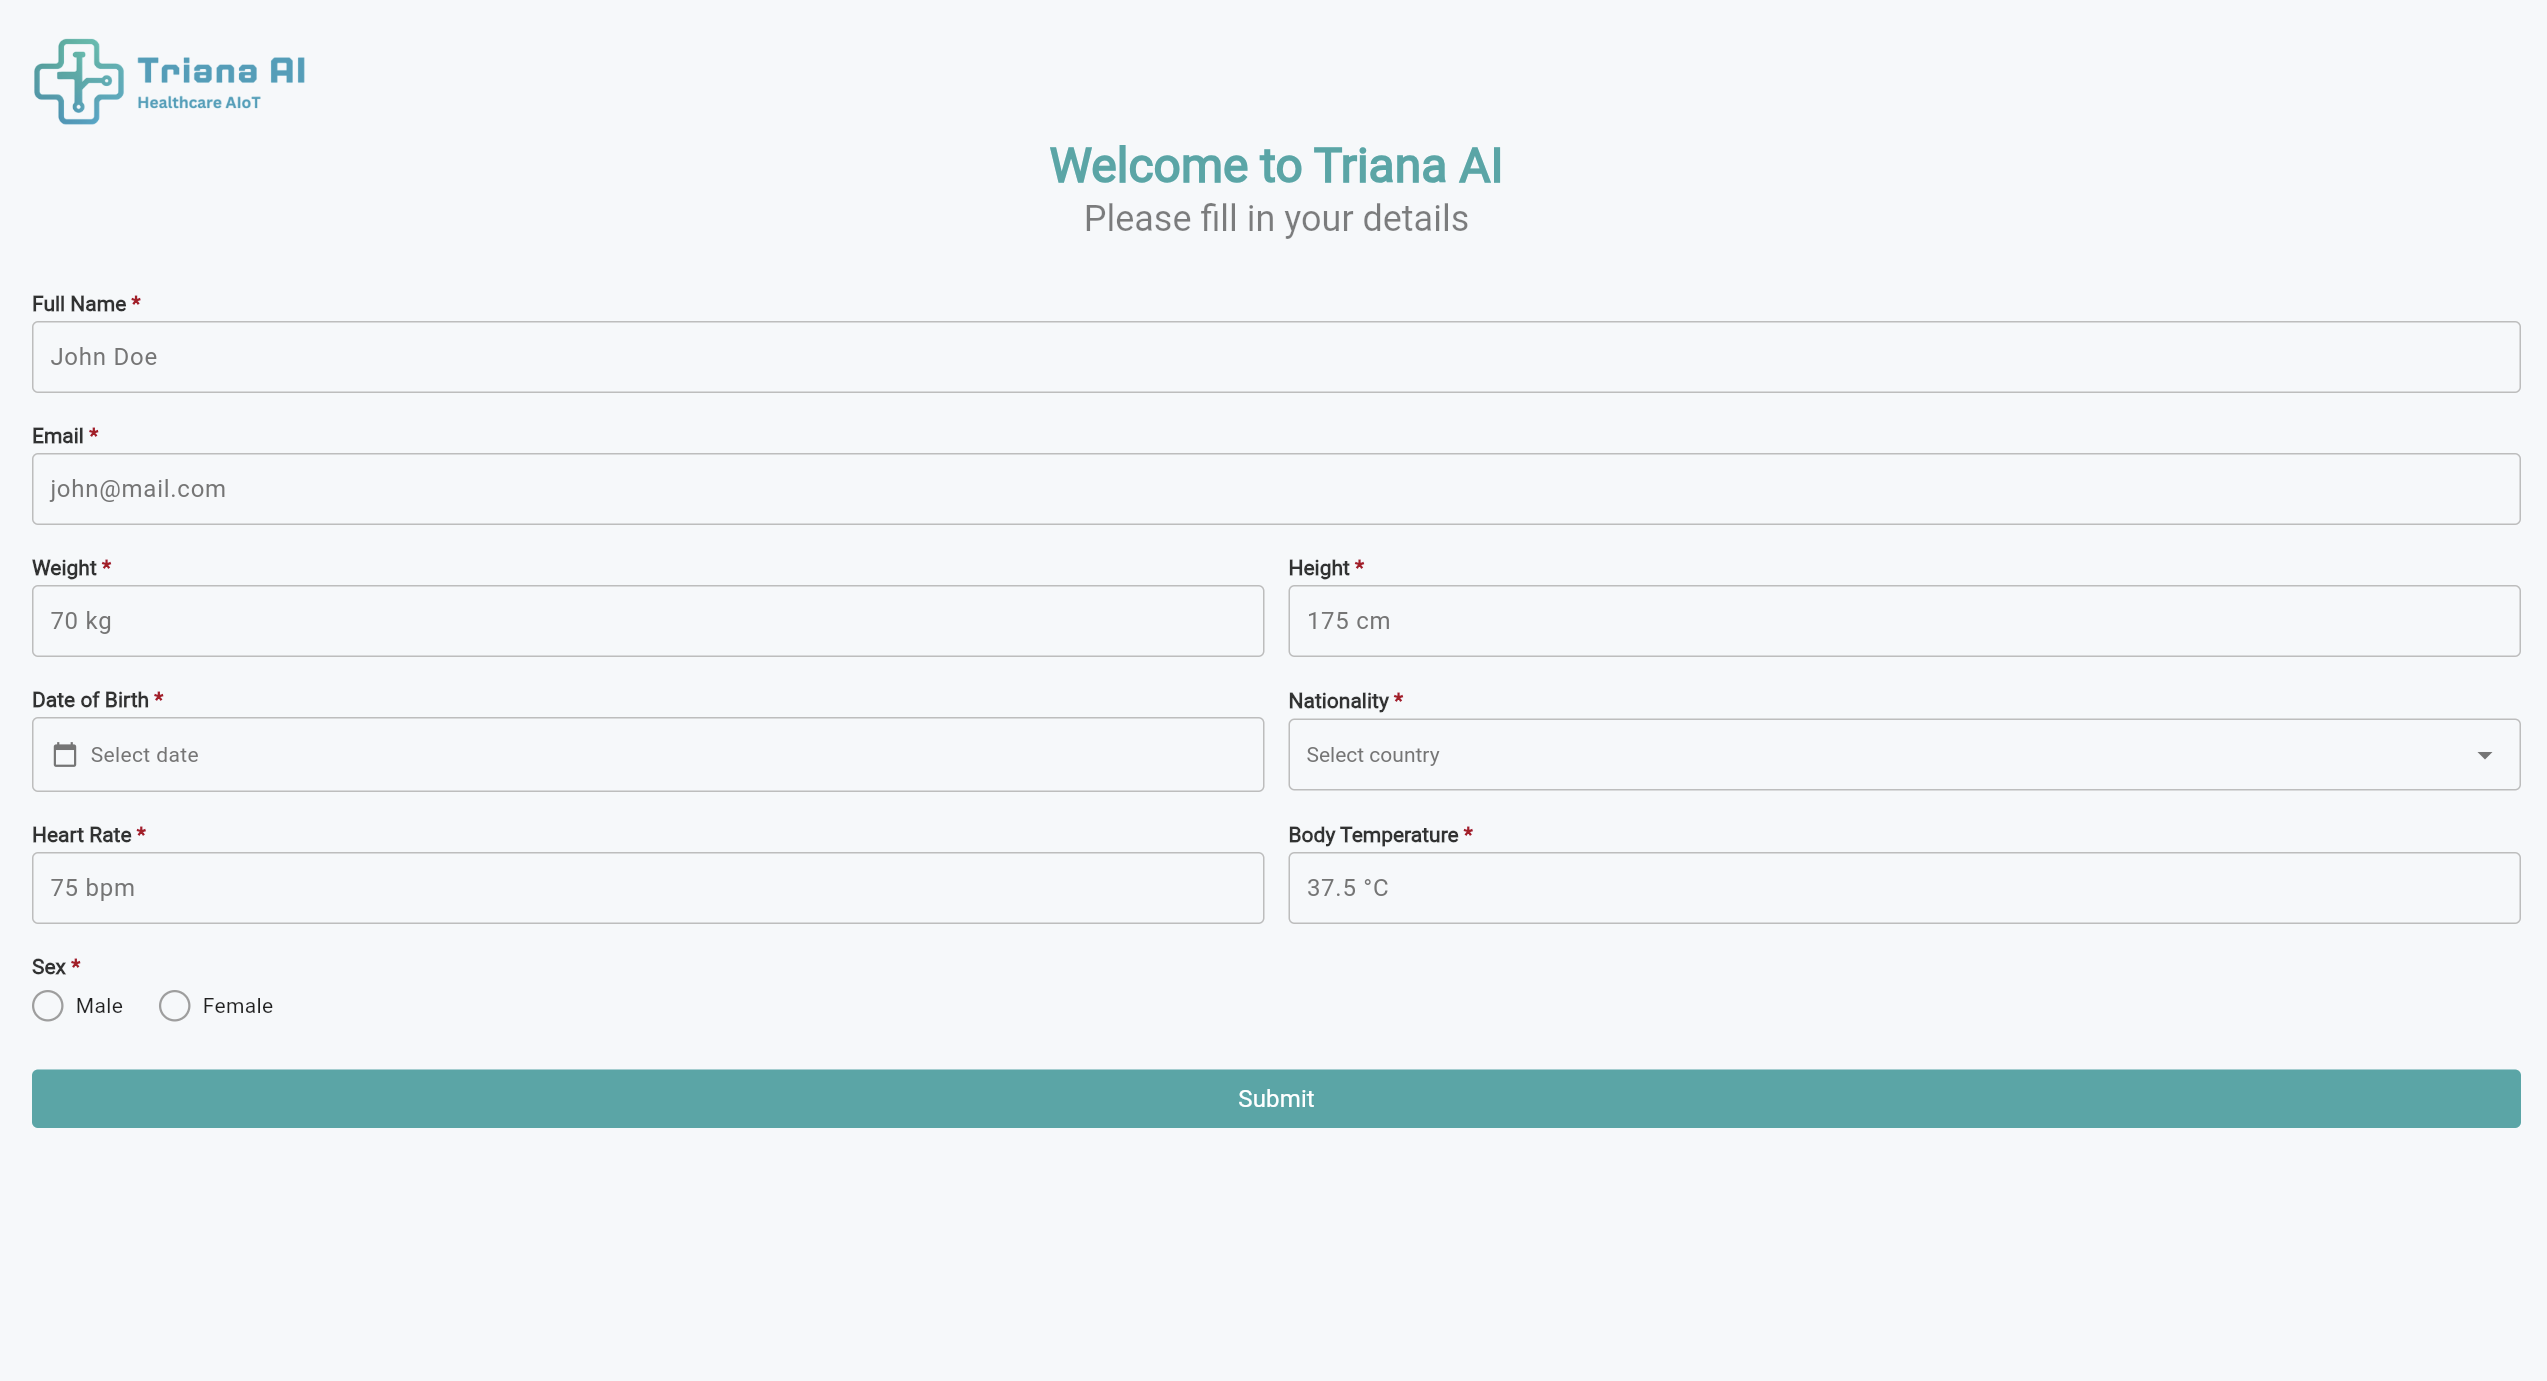 Triana AI
Healthcare AIoT
Welcome to Triana AI
Please fill in your details
Full Name *
John Doe
Email *
john@mail.com
Weight *
70 kg
Height *
175 cm
Date of Birth *
Select date
Nationality *
Select country
Heart Rate *
75 bpm
Body Temperature *
37.5 °C
Sex *
Male
Female
Submit